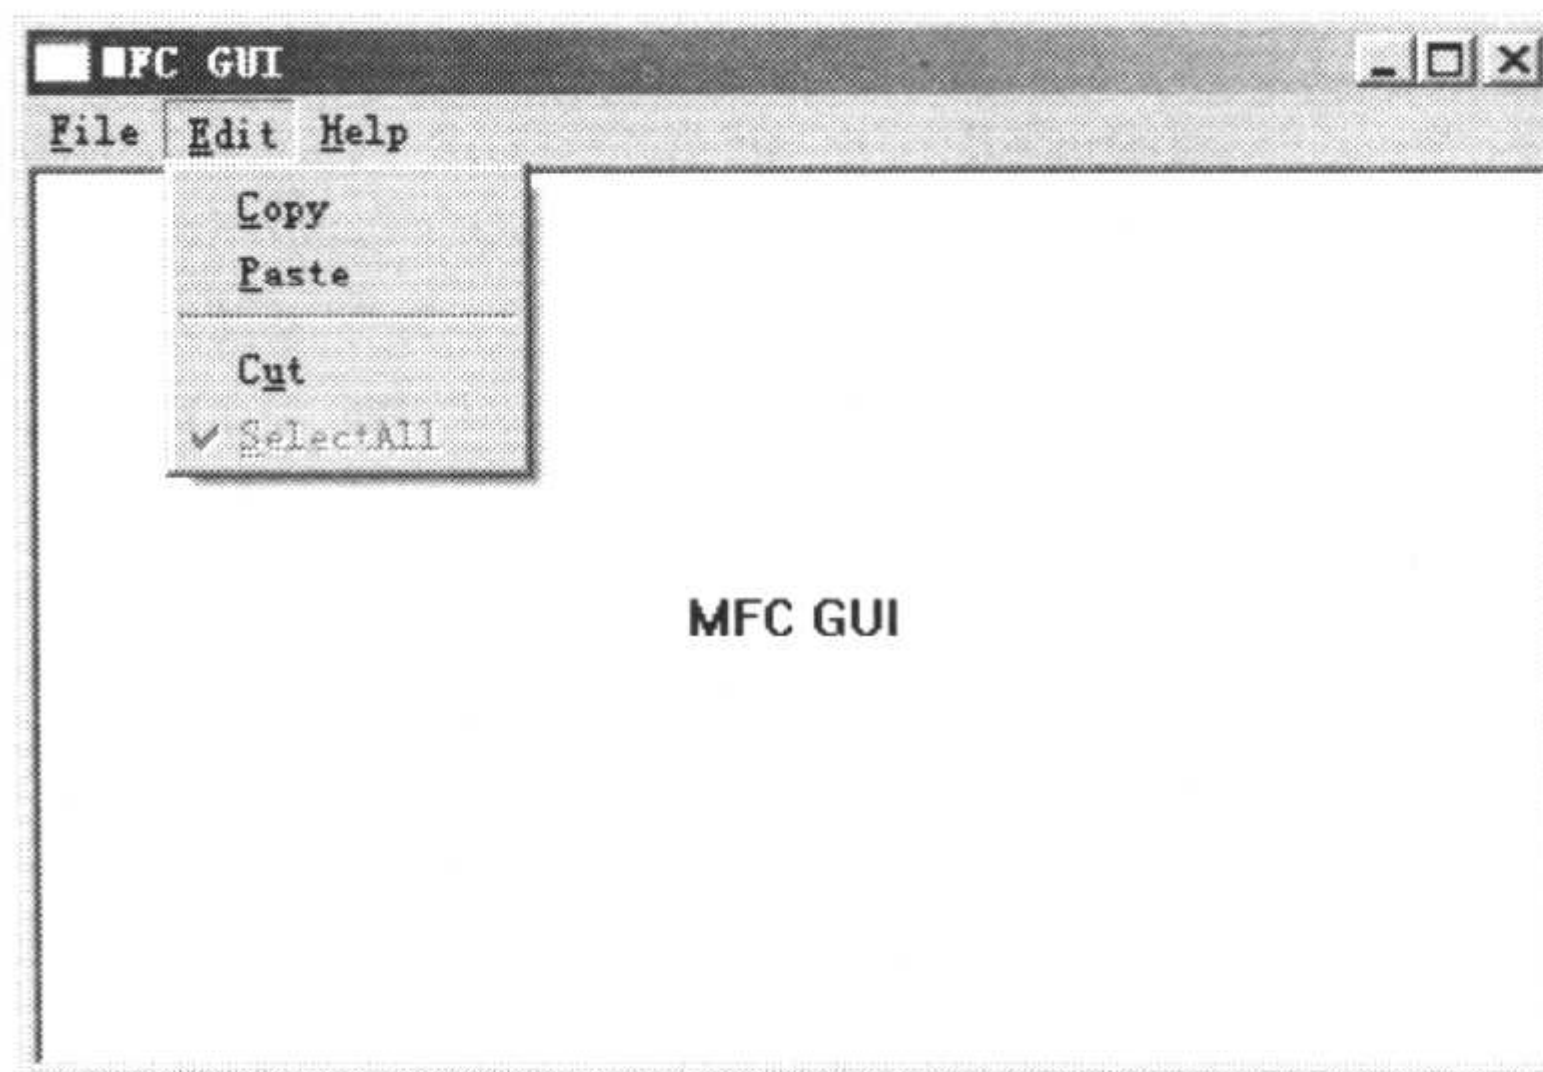 MFC GUI
File Edit Help
Copy
Paste
Cut
SelectAll
MFC GUI